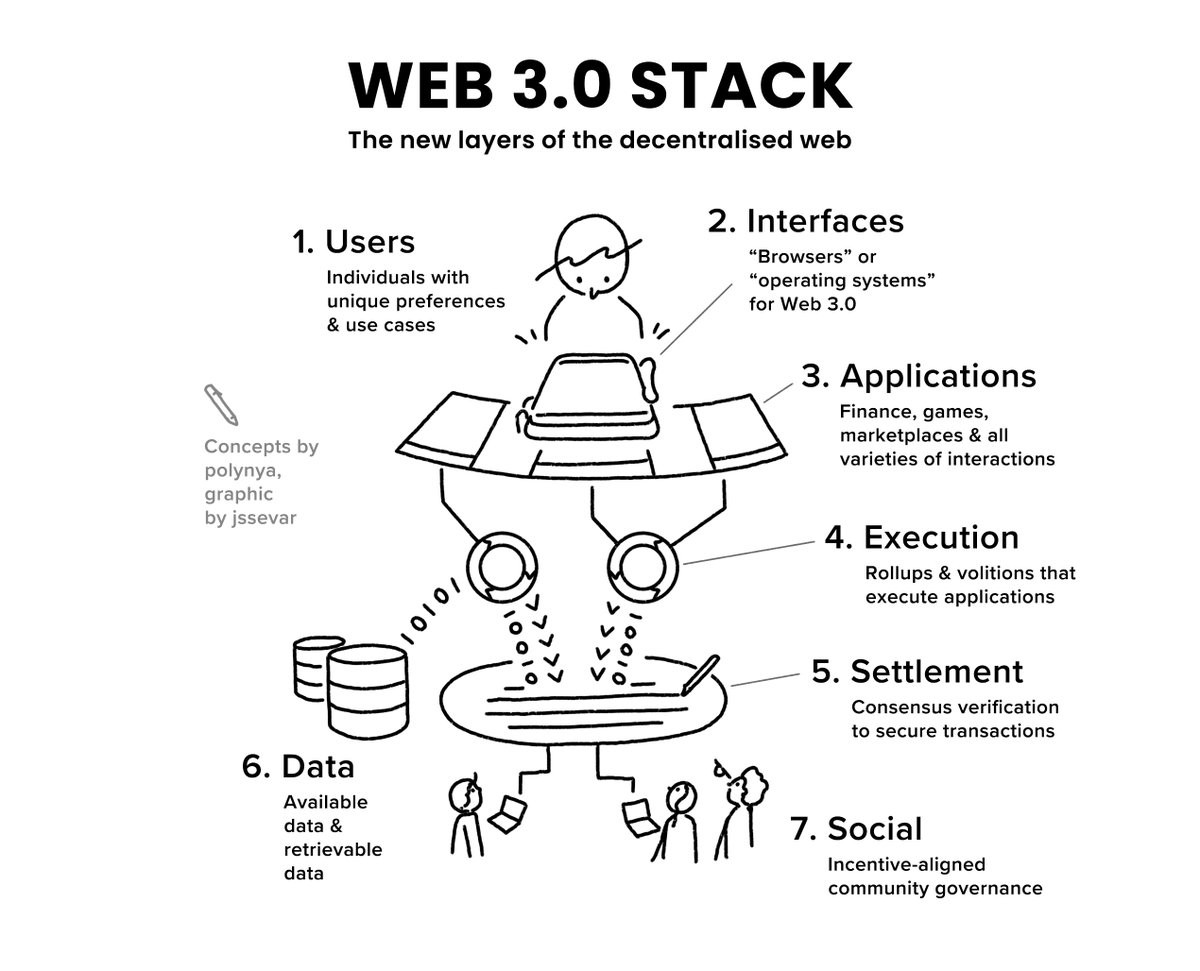 WEB 3.0 STACK
The new layers of the decentralised web
1. Users
Individuals with
unique preferences
& use cases
2. Interfaces
“Browsers” or
“operating systems”
for Web 3.0
3. Applications
Finance, games,
marketplaces & all
varieties of interactions
Concepts by
polynya,
graphic
by jssevar
4. Execution
Rollups & volitions that
execute applications
01010
5. Settlement
Consensus verification
to secure transactions
6. Data
Available
data &
retrievable
data
7. Social
Incentive-aligned
community governance